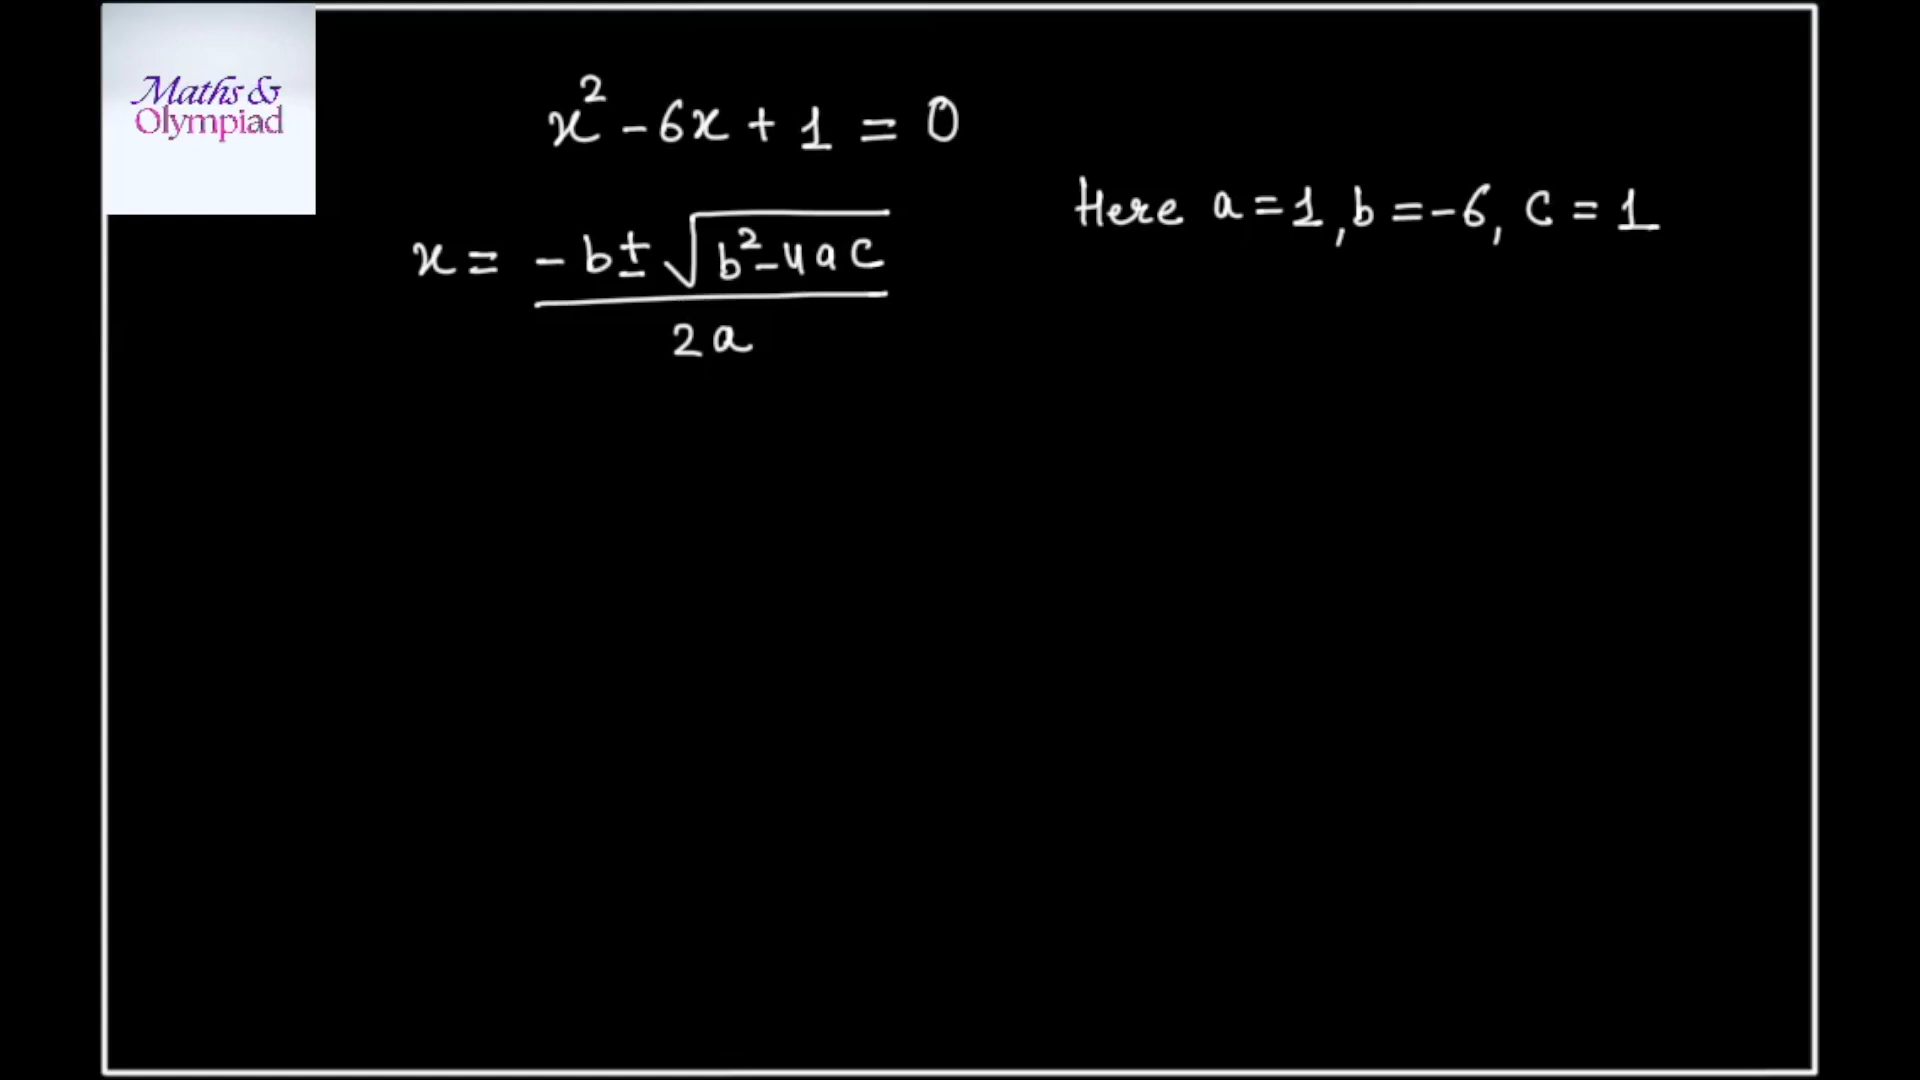 Maths &
Olympiad
x² - 6x + 1 = 0
Here a = 1, b = -6, c = 1
x = (-b ± √(b² - 4ac)) / 2a